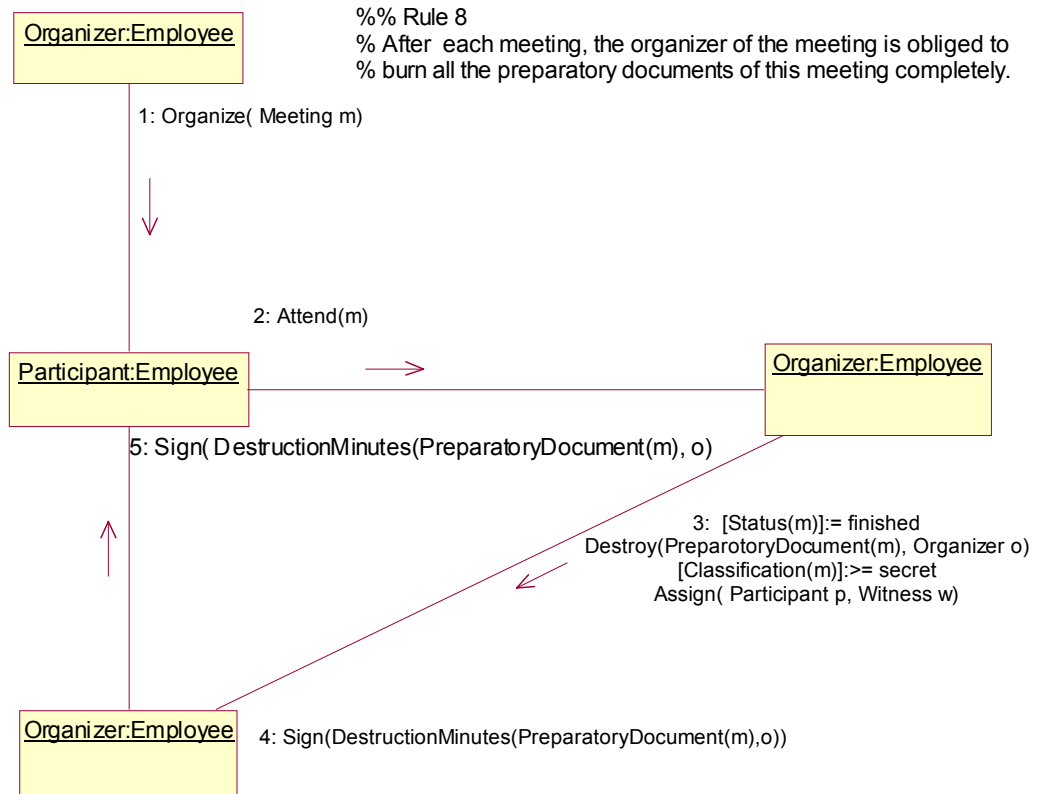 Organizer:Employee
%% Rule 8
% After each meeting, the organizer of the meeting is obliged to
% burn all the preparatory documents of this meeting completely.
1: Organize( Meeting m)
2: Attend(m)
Participant:Employee
Organizer:Employee
5: Sign( DestructionMinutes(PreparatoryDocument(m), o)
3: [Status(m)]:= finished
Destroy(PreparotoryDocument(m), Organizer o)
[Classification(m)]:>= secret
Assign( Participant p, Witness w)
Organizer:Employee
4: Sign(DestructionMinutes(PreparatoryDocument(m),o))